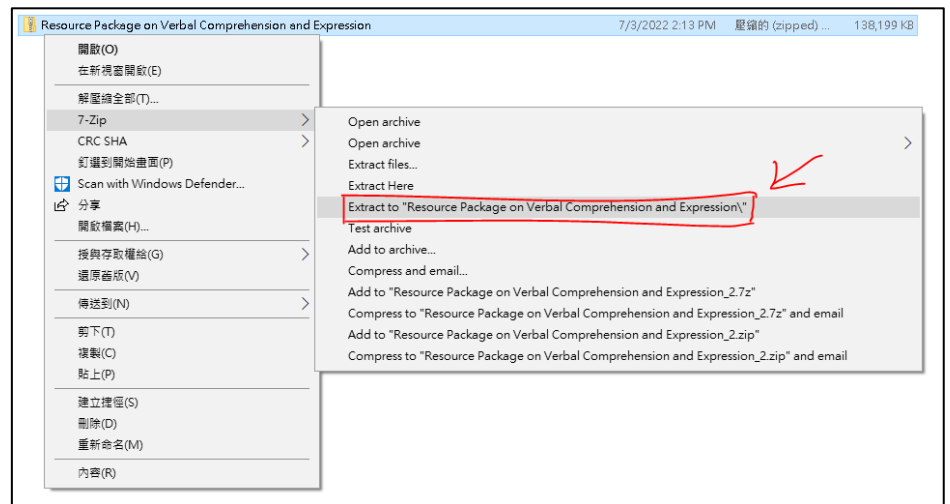 Resource Package on Verbal Comprehension and Expression 7/3/2022 2:13 PM 壓縮的 (zipped) ... 138,199 KB
開啟(O)
在新視窗開啟(E)
解壓縮全部(T)...
7-Zip
CRC SHA
釘選到開始畫面(P)
Scan with Windows Defender...
分享
開啟檔案(H)...
授與存取權給(G)
還原舊版(V)
傳送到(N)
剪下(T)
複製(C)
貼上(P)
建立捷徑(S)
刪除(D)
重新命名(M)
內容(R)
Open archive
Open archive
Extract files...
Extract Here
Extract to "Resource Package on Verbal Comprehension and Expression\"
Test archive
Add to archive...
Compress and email...
Add to "Resource Package on Verbal Comprehension and Expression_2.7z"
Compress to "Resource Package on Verbal Comprehension and Expression_2.7z" and email
Add to "Resource Package on Verbal Comprehension and Expression_2.zip"
Compress to "Resource Package on Verbal Comprehension and Expression_2.zip" and email